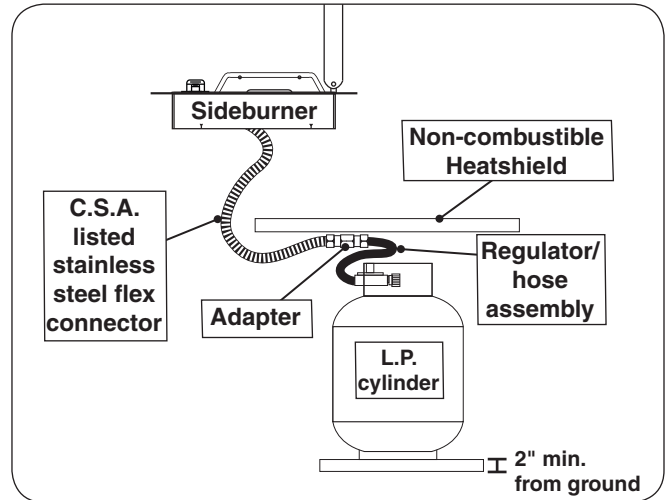 Sideburner
Non-combustible
Heatshield
C.S.A.
listed
stainless
steel flex
connector
Adapter
Regulator/
hose
assembly
L.P.
cylinder
2" min.
from ground